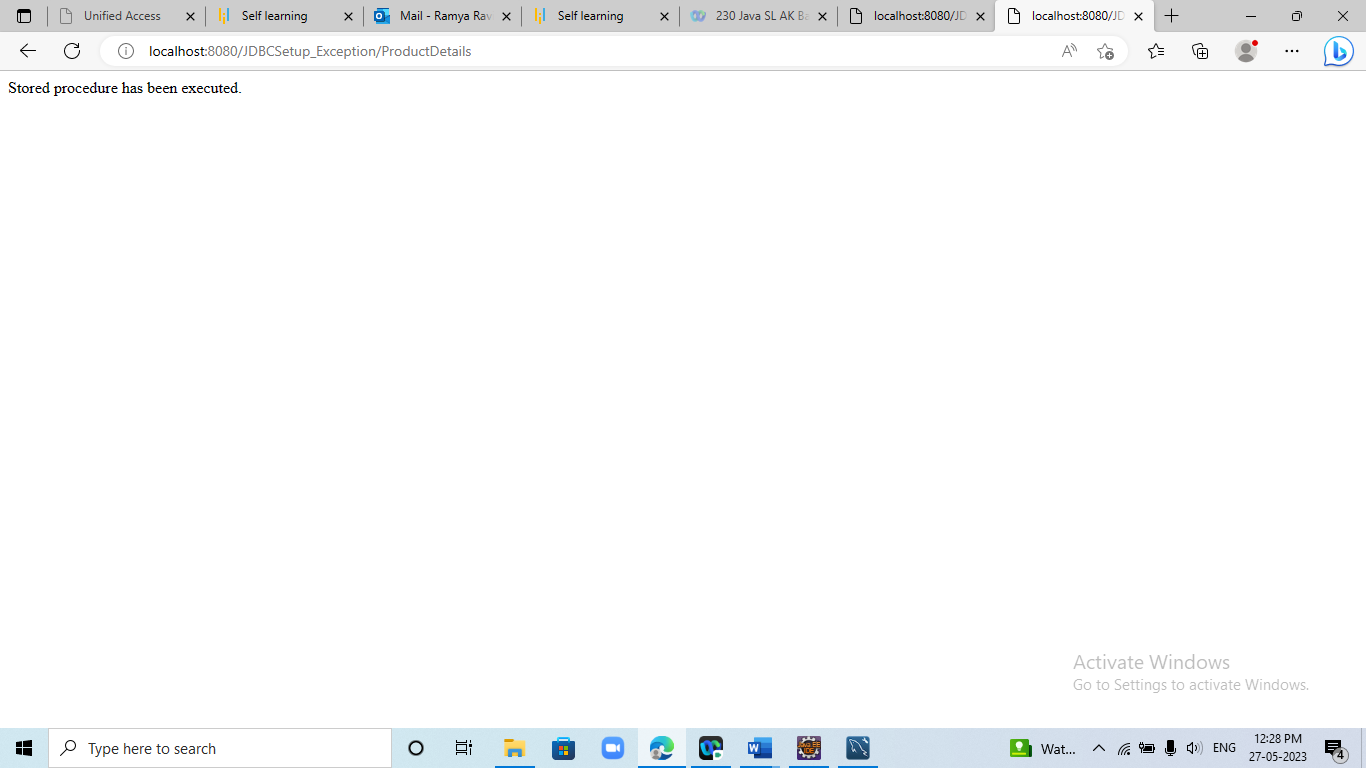 Unified Access
Self learning
Mail - Ramya Rav
Self learning
230 Java SL AK Ba
localhost:8080/JD
localhost:8080/JD
localhost:8080/JDBCSetup_Exception/ProductDetails
Stored procedure has been executed.
Activate Windows
Go to Settings to activate Windows.
Type here to search
Wat...
ENG
12:28 PM
27-05-2023
4